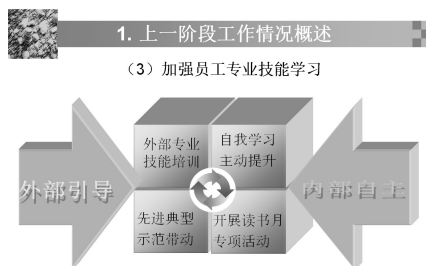 1. 上一阶段工作情况概述
（3）加强员工专业技能学习
外部引导
外部专业
技能培训
自我学习
主动提升
先进典型
示范带动
开展读书月
专项活动
内部自主